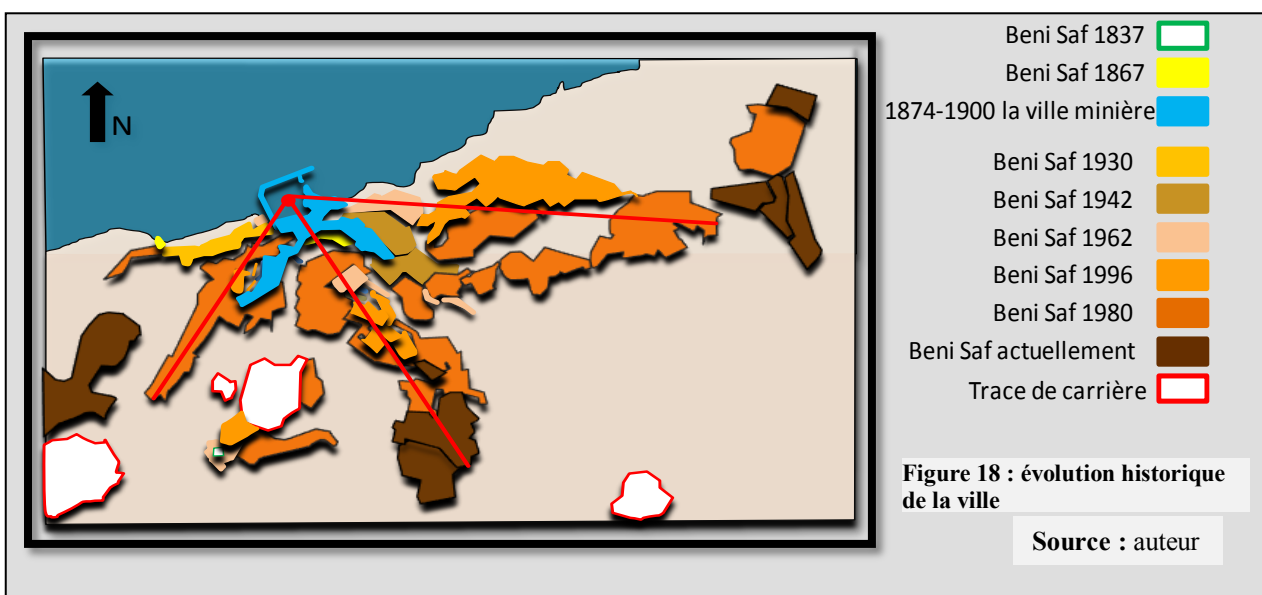 N
Beni Saf 1837
Beni Saf 1867
1874-1900 la ville minière
Beni Saf 1930
Beni Saf 1942
Beni Saf 1962
Beni Saf 1996
Beni Saf 1980
Beni Saf actuellement
Trace de carrière
Figure 18 : évolution historique
de la ville
Source : auteur